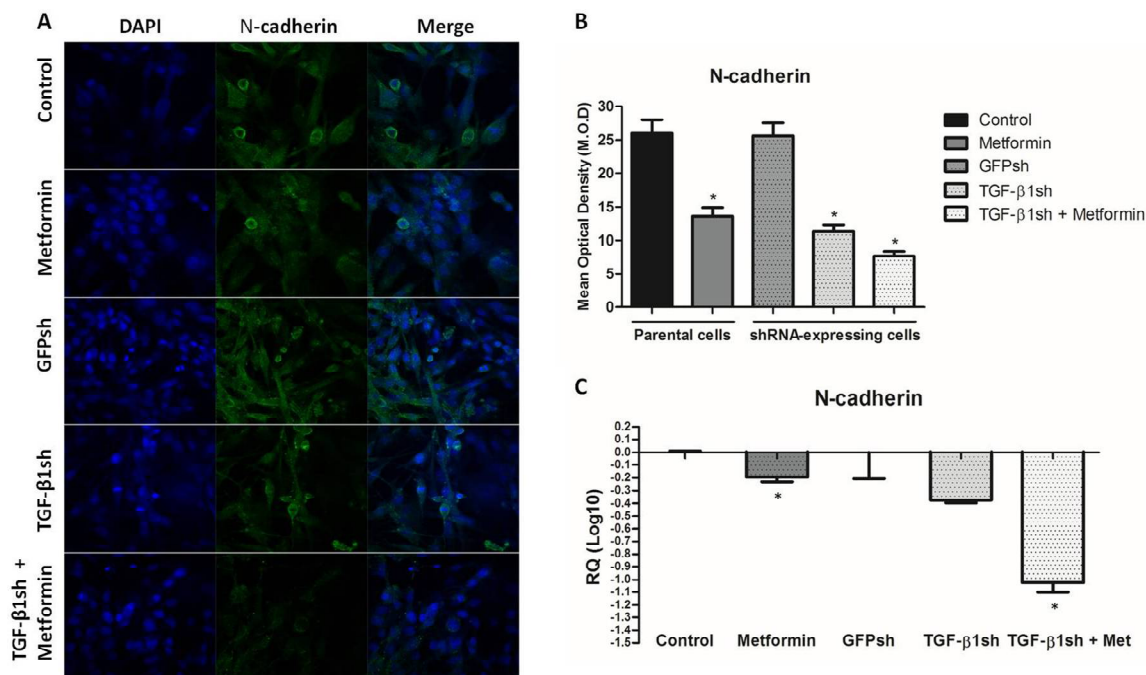 A
DAPI N-cadherin Merge
Control
Metformin
GFPsh
TGF-β1sh
TGF-β1sh +
Metformin
B
N-cadherin
Mean Optical Density (M.O.D)
30
25
20
15
10
5
0
*
*
*
Parental cells shRNA-expressing cells
Control
Metformin
GFPsh
TGF-β1sh
TGF-β1sh + Metformin
C
N-cadherin
RQ (Log10)
0.2
0.1
0.0
-0.1
-0.2
-0.3
-0.4
-0.5
-0.6
-0.7
-0.8
-0.9
-1.0
-1.1
-1.2
-1.3
-1.4
-1.5
*
*
Control Metformin GFPsh TGF-β1sh TGF-β1sh + Met